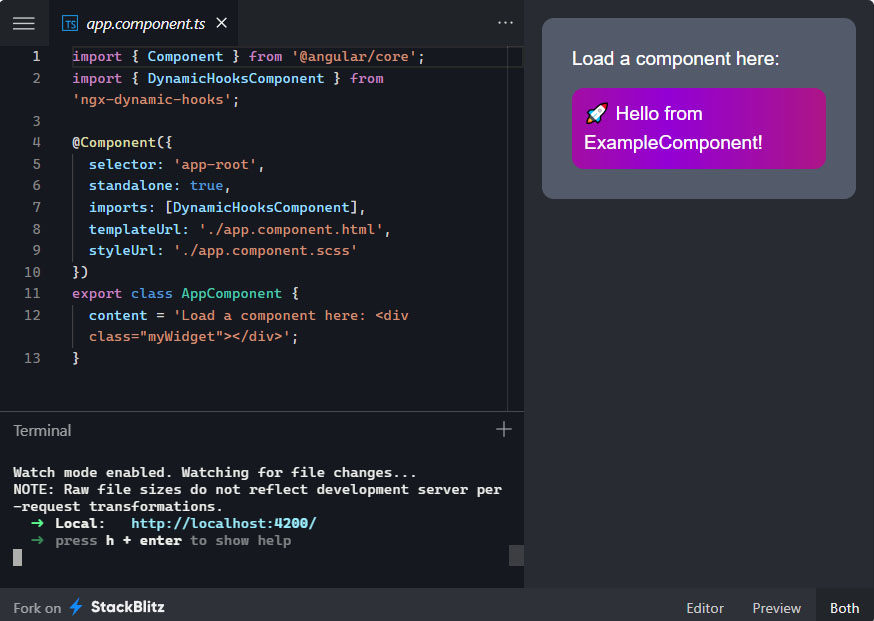 TS app.component.ts
1 import { Component } from '@angular/core';
2 import { DynamicHooksComponent } from
'ngx-dynamic-hooks';
3
4 @Component({
5 selector: 'app-root',
6 standalone: true,
7 imports: [DynamicHooksComponent],
8 templateUrl: './app.component.html',
9 styleUrl: './app.component.scss'
10 })
11 export class AppComponent {
12 content = 'Load a component here: <div
class="myWidget"></div>';
13 }
Terminal
Watch mode enabled. Watching for file changes...
NOTE: Raw file sizes do not reflect development server per
-request transformations.
➜ Local: http://localhost:4200/
➜ press h + enter to show help
Load a component here:
🚀 Hello from
ExampleComponent!
Fork on StackBlitz
Editor Preview Both